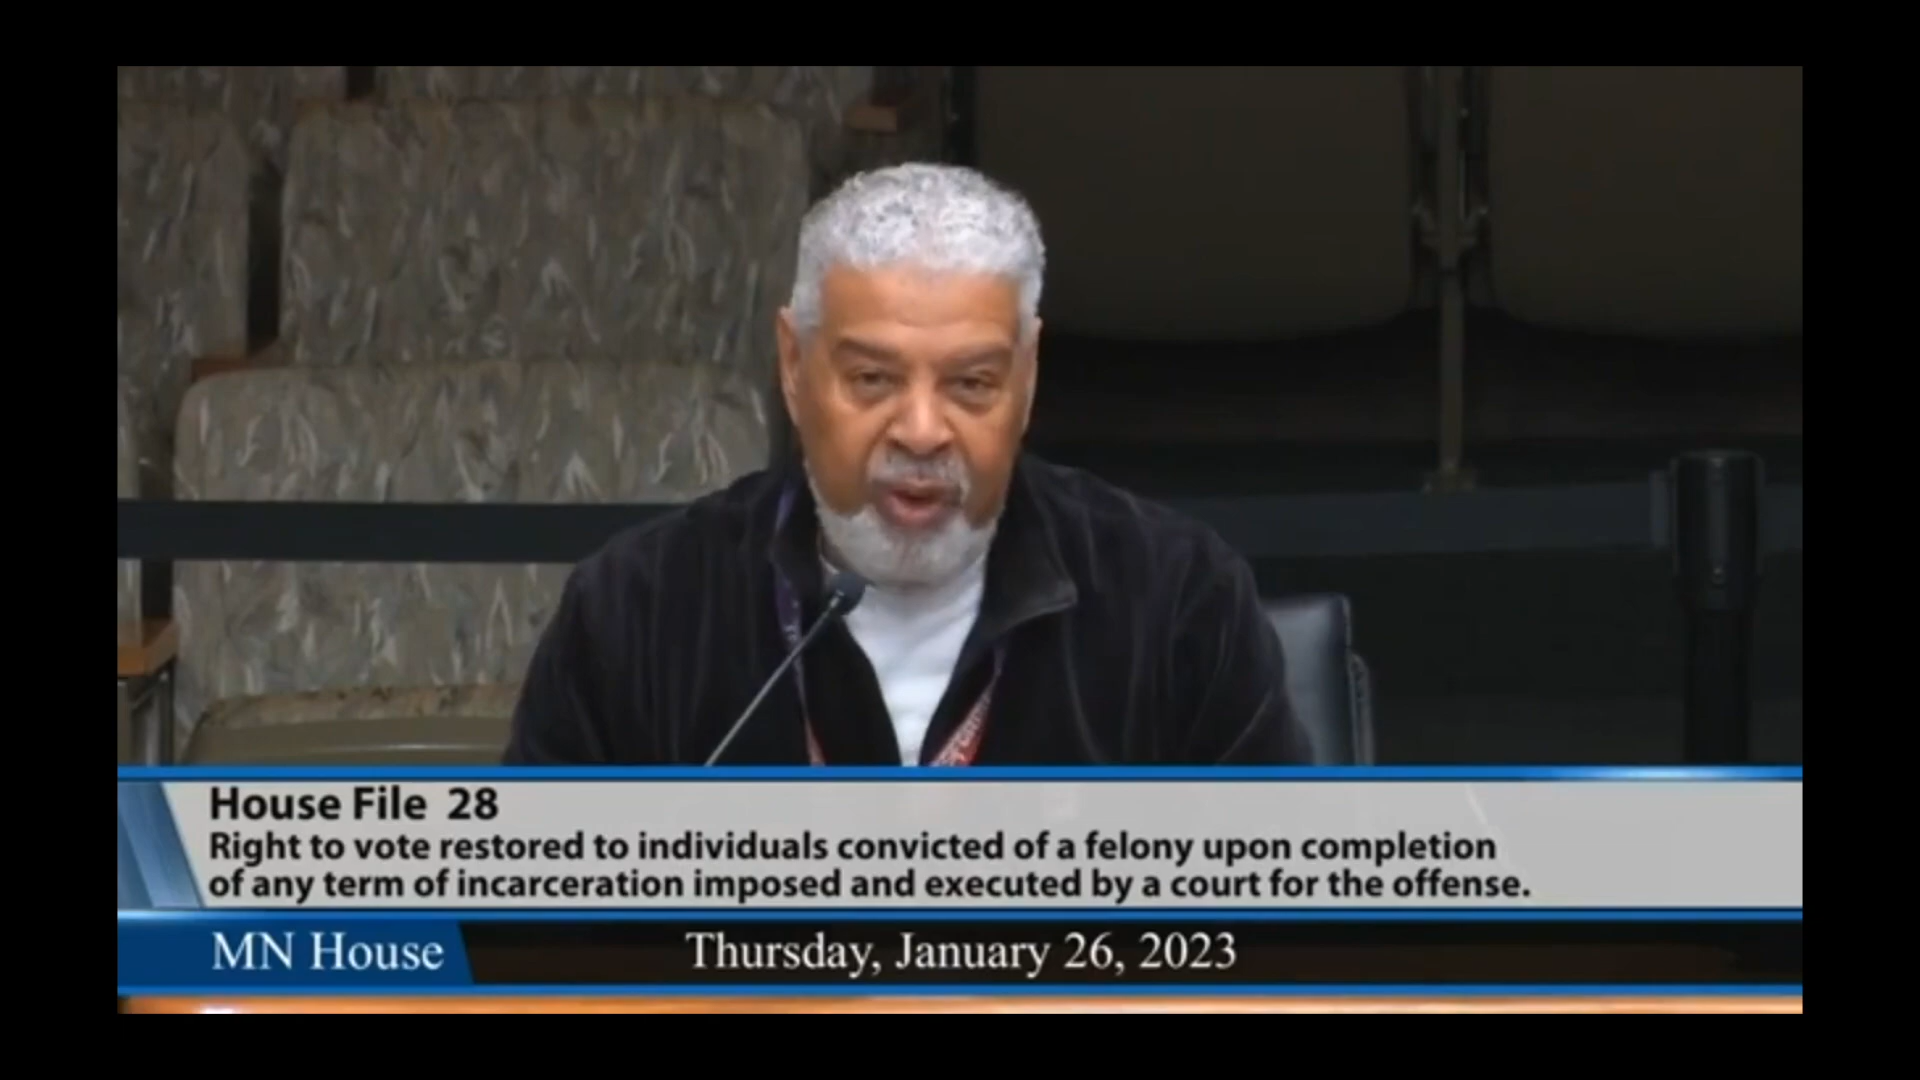 House File 28
Right to vote restored to individuals convicted of a felony upon completion
of any term of incarceration imposed and executed by a court for the offense.
MN House
Thursday, January 26, 2023